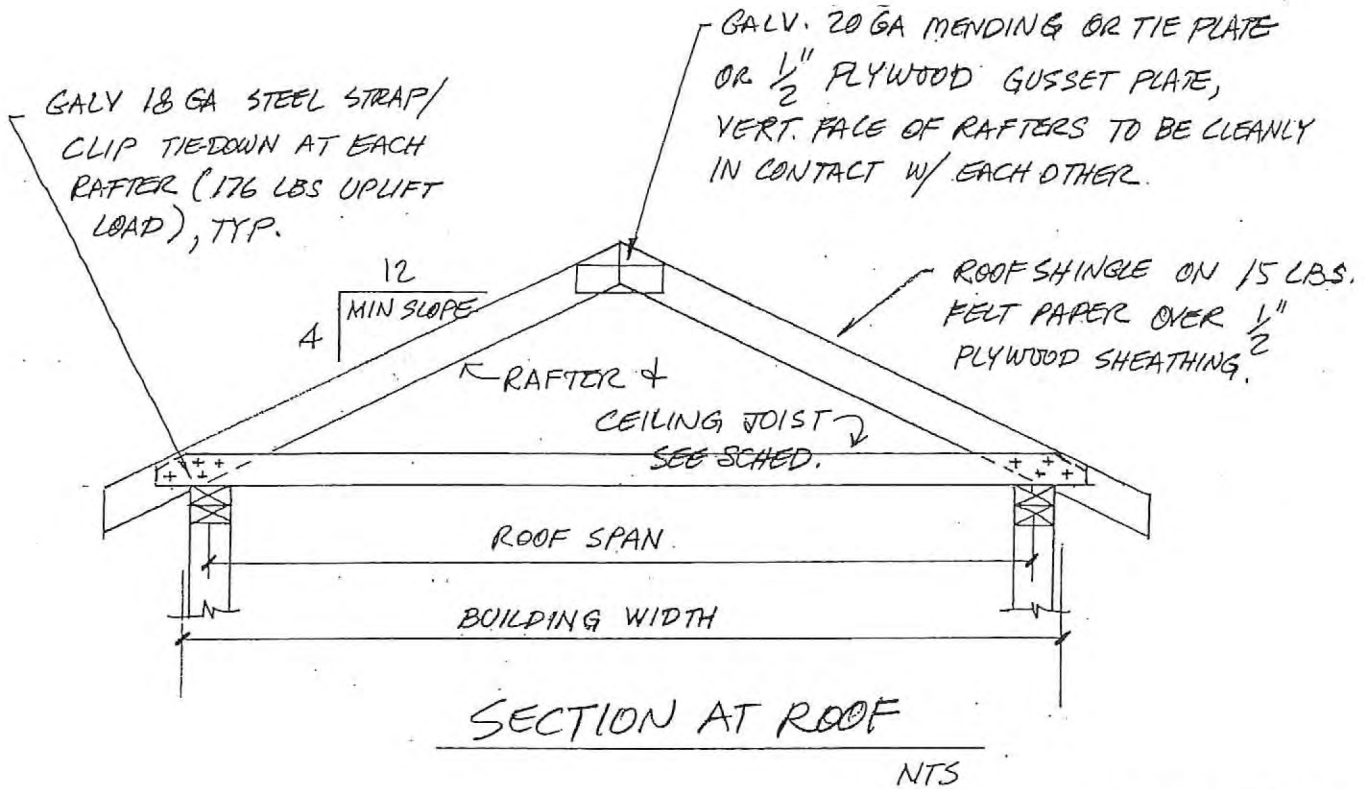 GALV. 20 GA MENDING OR TIE PLATE
OR 1/2" PLYWOOD GUSSET PLATE,
VERT. FACE OF RAFTERS TO BE CLEANLY
IN CONTACT W/ EACH OTHER.
GALV 18 GA STEEL STRAP/
CLIP TIEDOWN AT EACH
RAFTER (176 LBS UPLIFT
LOAD), TYP.
12
MIN SLOPE
4
ROOF SHINGLE ON 15 LBS.
FELT PAPER OVER 1/2"
PLYWOOD SHEATHING.
RAFTER &
CEILING JOIST
SEE SCHED.
ROOF SPAN
BUILDING WIDTH
SECTION AT ROOF
NTS